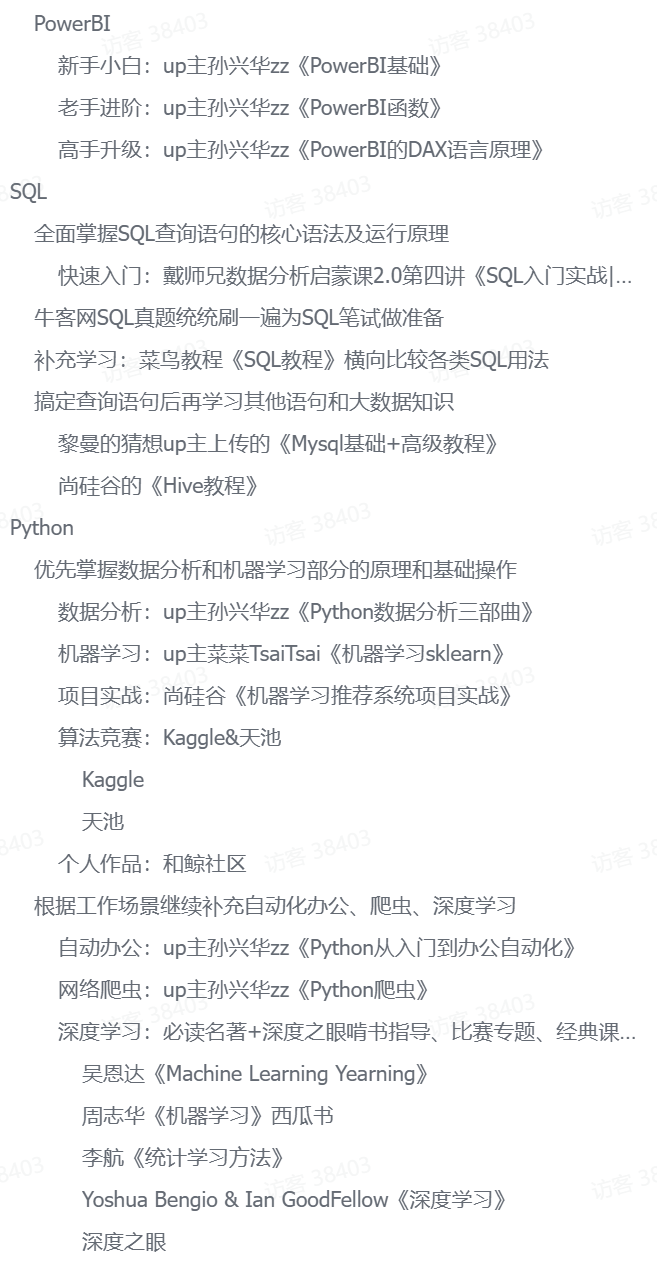 PowerBI
新手小白：up主孙兴华zz《PowerBI基础》
老手进阶：up主孙兴华zz《PowerBI函数》
高手升级：up主孙兴华zz《PowerBI的DAX语言原理》
SQL
全面掌握SQL查询语句的核心语法及运行原理
快速入门：戴师兄数据分析启蒙课2.0第四讲《SQL入门实战|...
牛客网SQL真题统统刷一遍为SQL笔试做准备
补充学习：菜鸟教程《SQL教程》横向比较各类SQL用法
搞定查询语句后再学习其他语句和大数据知识
黎曼的猜想up主上传的《Mysql基础+高级教程》
尚硅谷的《Hive教程》
Python
优先掌握数据分析和机器学习部分的原理和基础操作
数据分析：up主孙兴华zz《Python数据分析三部曲》
机器学习：up主菜菜TsaiTsai《机器学习sklearn》
项目实战：尚硅谷《机器学习推荐系统项目实战》
算法竞赛：Kaggle&天池
Kaggle
天池
个人作品：和鲸社区
根据工作场景继续补充自动化办公、爬虫、深度学习
自动办公：up主孙兴华zz《Python从入门到办公自动化》
网络爬虫：up主孙兴华zz《Python爬虫》
深度学习：必读名著+深度之眼啃书指导、比赛专题、经典课...
吴恩达《Machine Learning Yearning》
周志华《机器学习》西瓜书
李航《统计学习方法》
Yoshua Bengio & Ian GoodFellow《深度学习》
深度之眼
访客 38403